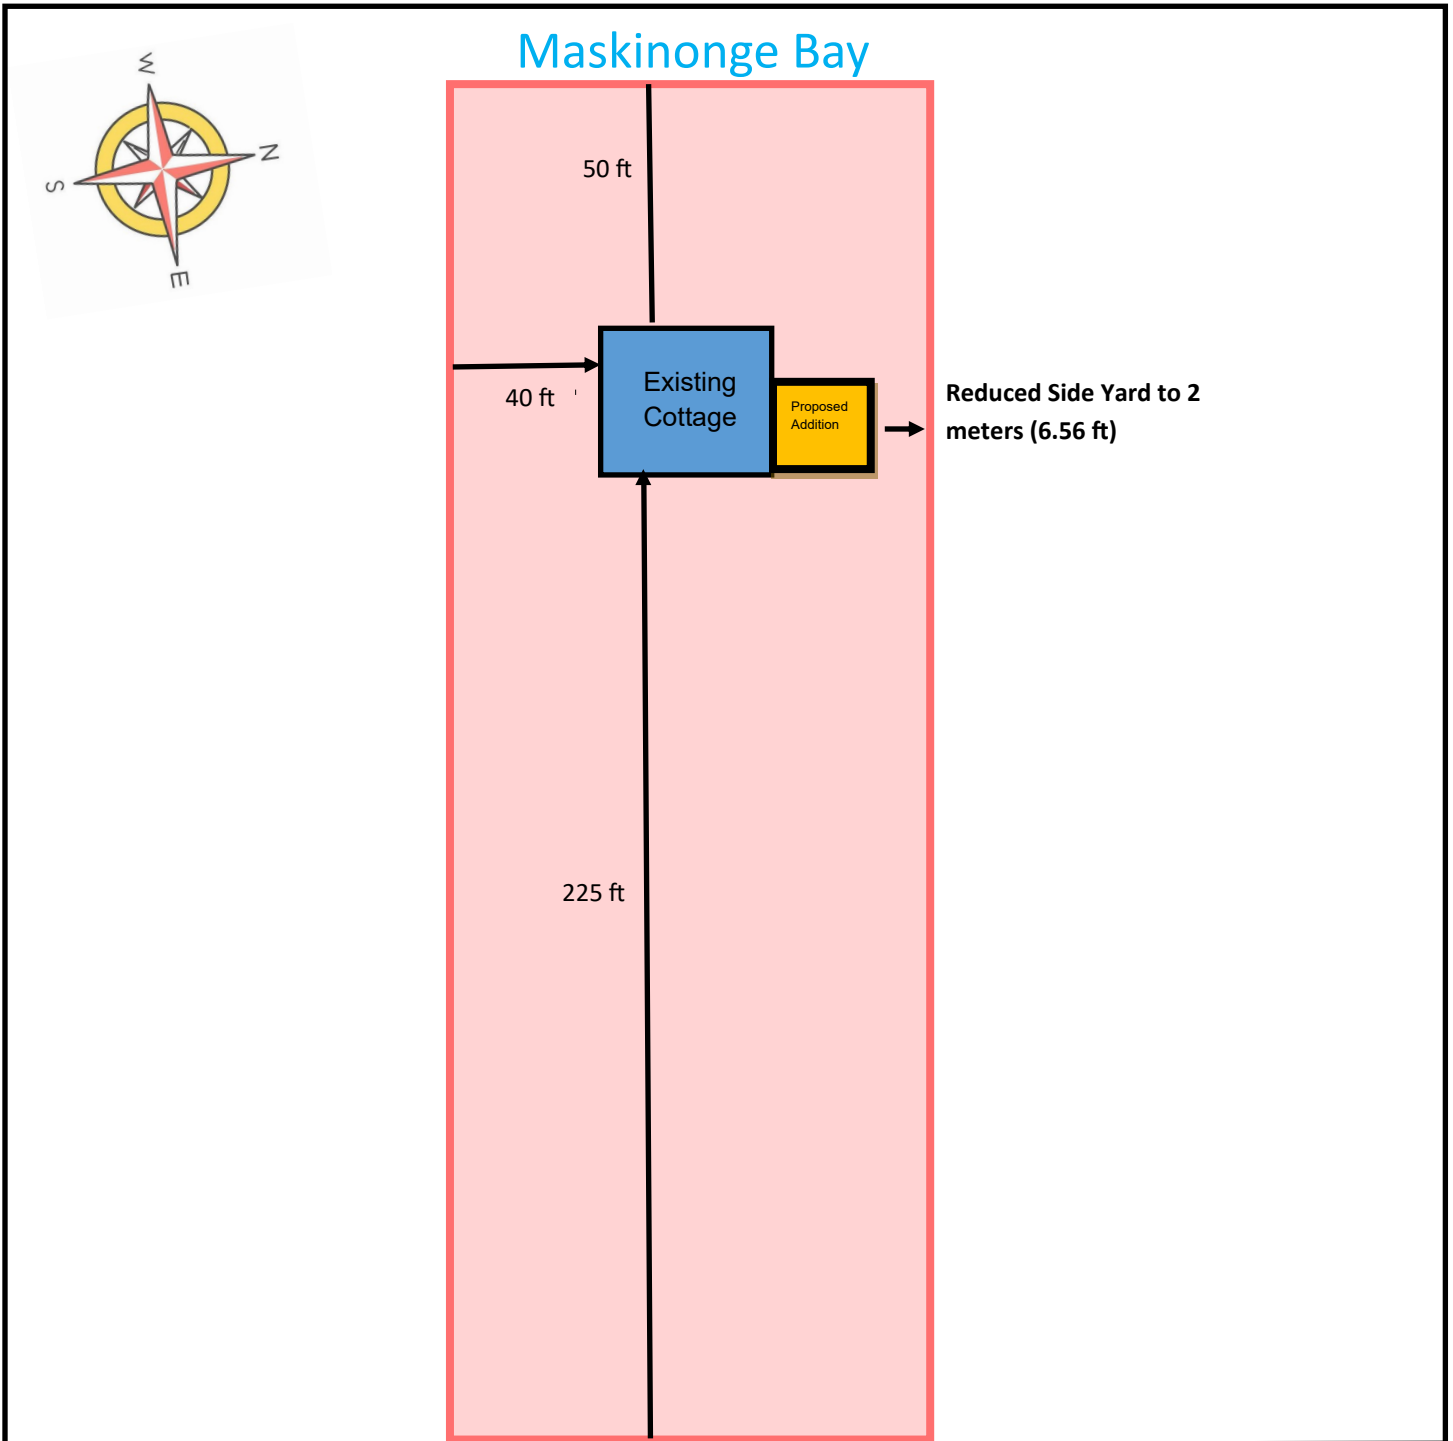 Maskinonge Bay
W
N
S
E
50 ft
Existing
Cottage
40 ft '
Proposed
Addition
Reduced Side Yard to 2
meters (6.56 ft)
225 ft